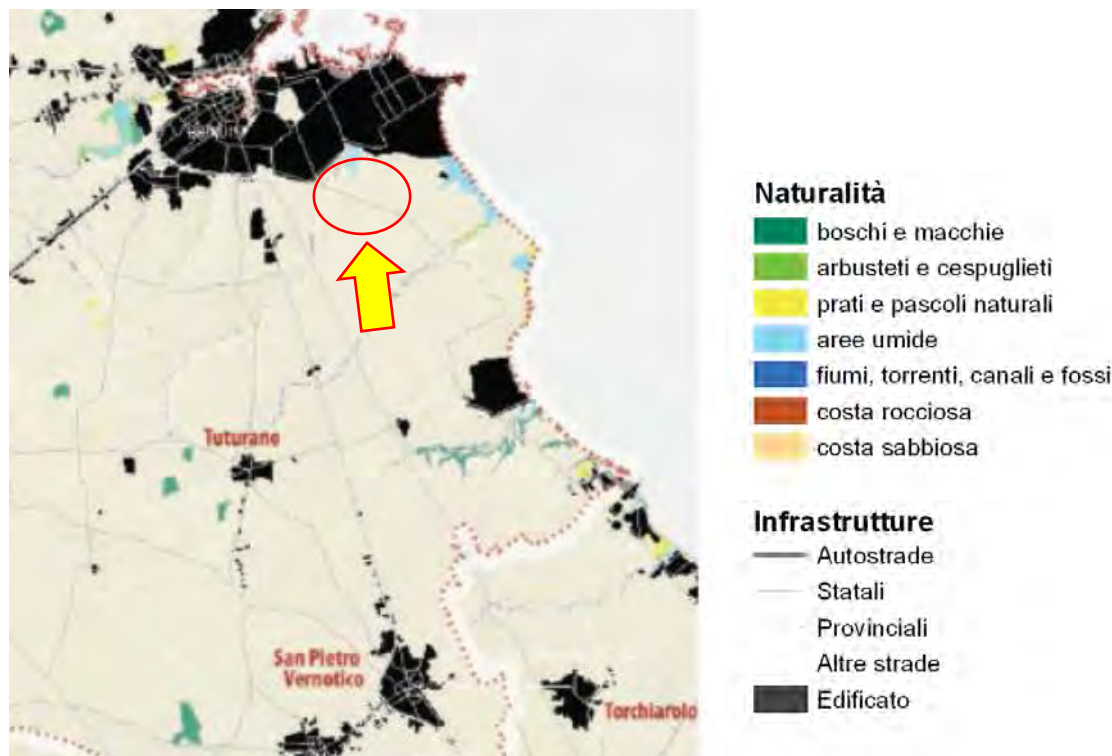 Tuturano
San Pietro
Vernotico
Torchiarolo
Naturalità
boschi e macchie
arbusteti e cespuglieti
prati e pascoli naturali
aree umide
fiumi, torrenti, canali e fossi
costa rocciosa
costa sabbiosa
Infrastrutture
Autostrade
Statali
Provinciali
Altre strade
Edificato